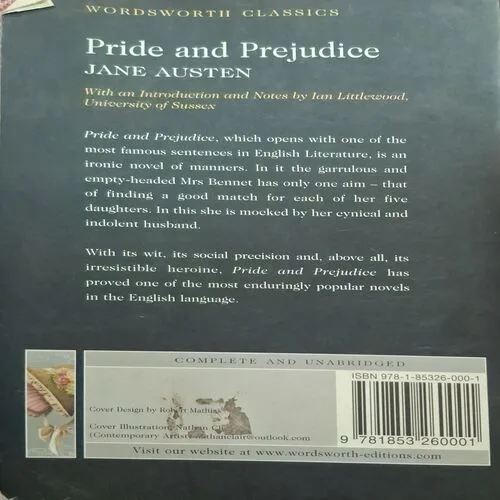 WORDSWORTH CLASSICS
Pride and Prejudice
JANE AUSTEN
With an Introduction and Notes by Ian Littlewood,
University of Sussex
Pride and Prejudice, which opens with one of the
most famous sentences in English Literature, is an
ironic novel of manners. In it the garrulous and
empty-headed Mrs Bennet has only one aim – that
of finding a good match for each of her five
daughters. In this she is mocked by her cynical and
indolent husband.
With its wit, its social precision and, above all, its
irresistible heroine, Pride and Prejudice has
proved one of the most enduringly popular novels
in the English language.
COMPLETE AND UNABRIDGED
ISBN 978-1-85326-000-1
Cover Design by Robert
Cover Illustration: Nathan
(Contemporary
9 781853 260001
Visit our website at www.wordsworth-editions.com